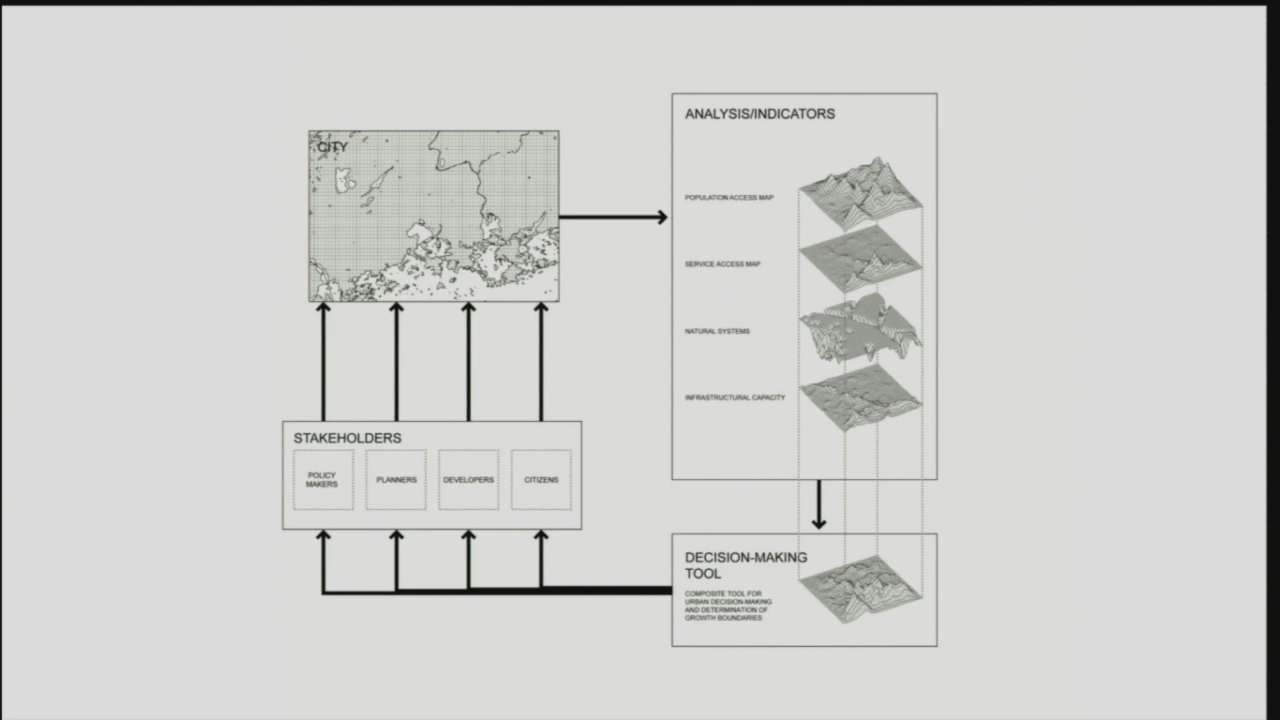 CITY
ANALYSIS/INDICATORS
POPULATION ACCESS MAP
SERVICE ACCESS MAP
NATURAL SYSTEMS
INFRASTRUCTURAL CAPACITY
STAKEHOLDERS
POLICY
MAKERS
PLANNERS
DEVELOPERS
CITIZENS
DECISION-MAKING
TOOL
COMPOSITE TOOL FOR
URBAN DECISION-MAKING
AND DETERMINATION OF
GROWTH BOUNDARIES